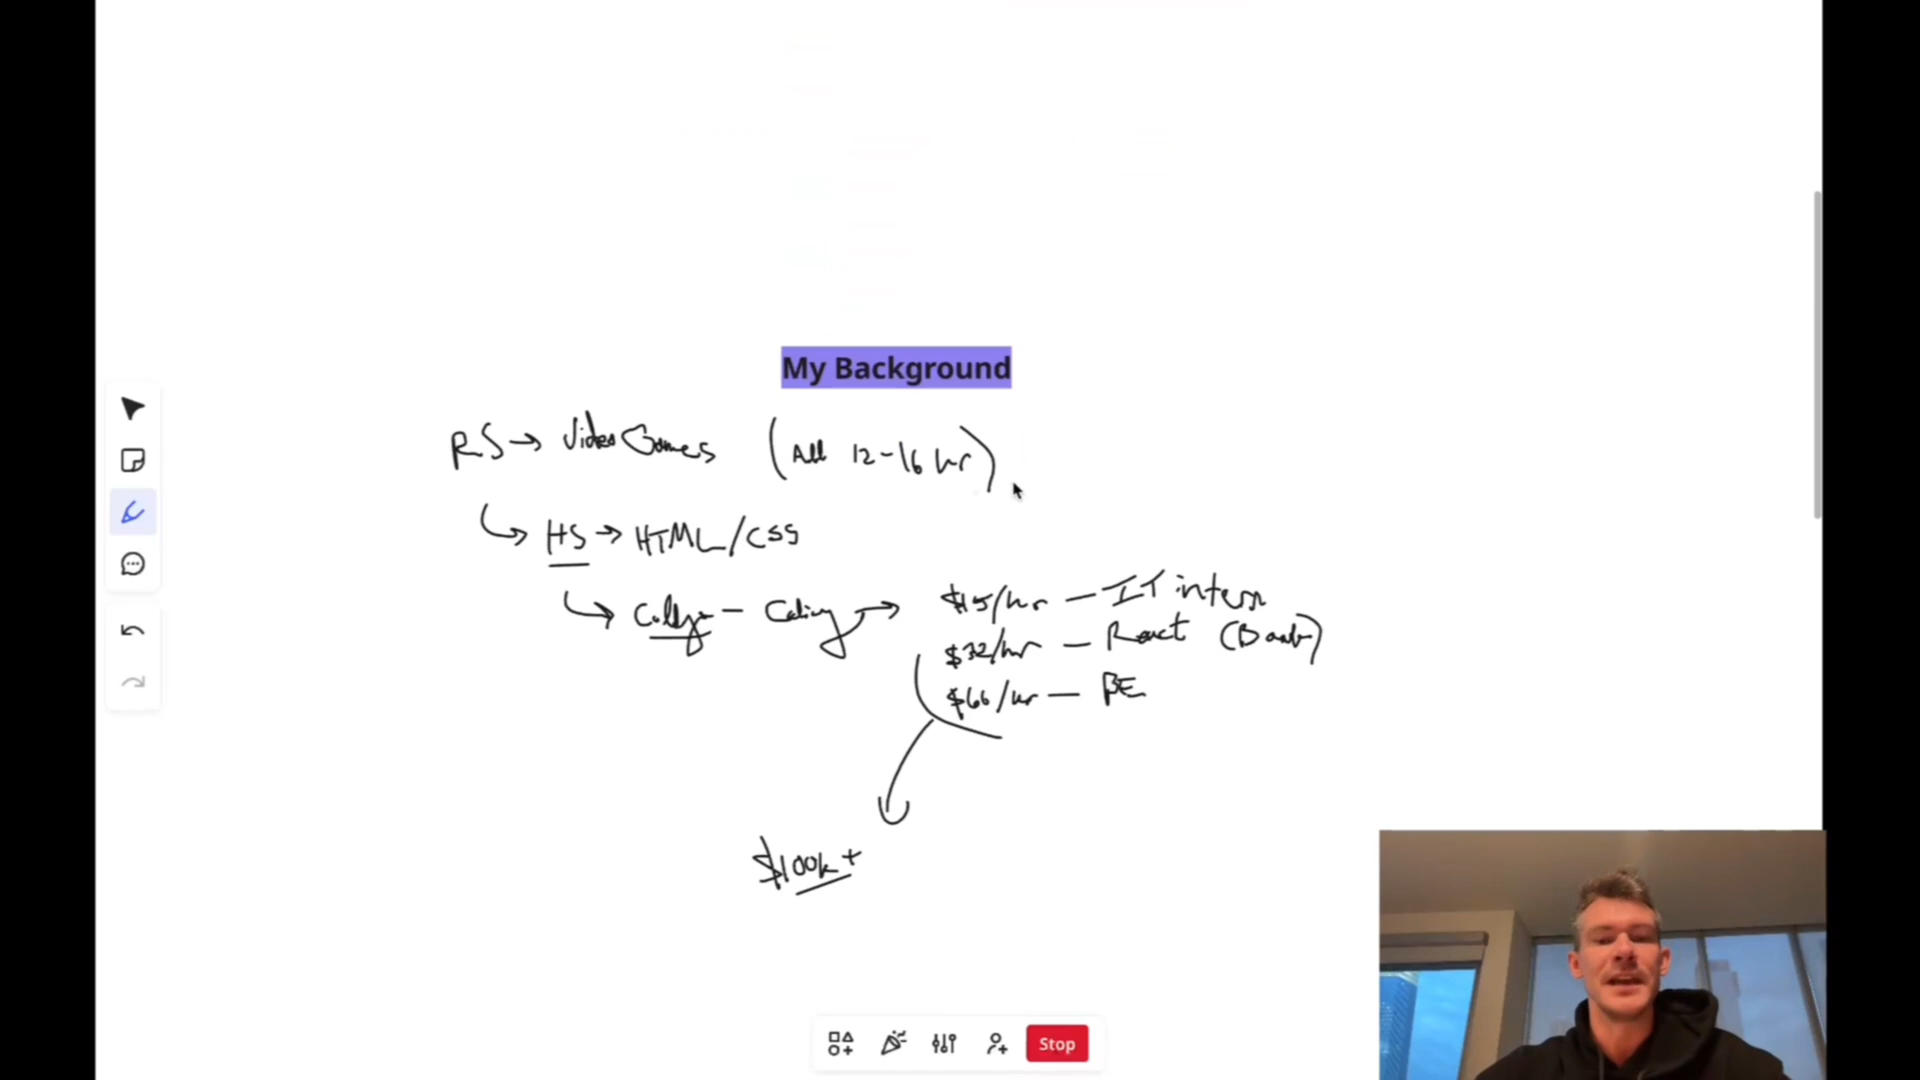 My Background
RS → Video Games (All 12-16 hr)
HS → HTML/CSS
College - Coding → $15/hr — IT intern
$32/hr — React (Bank)
$66/hr — BE
$100k+
Stop